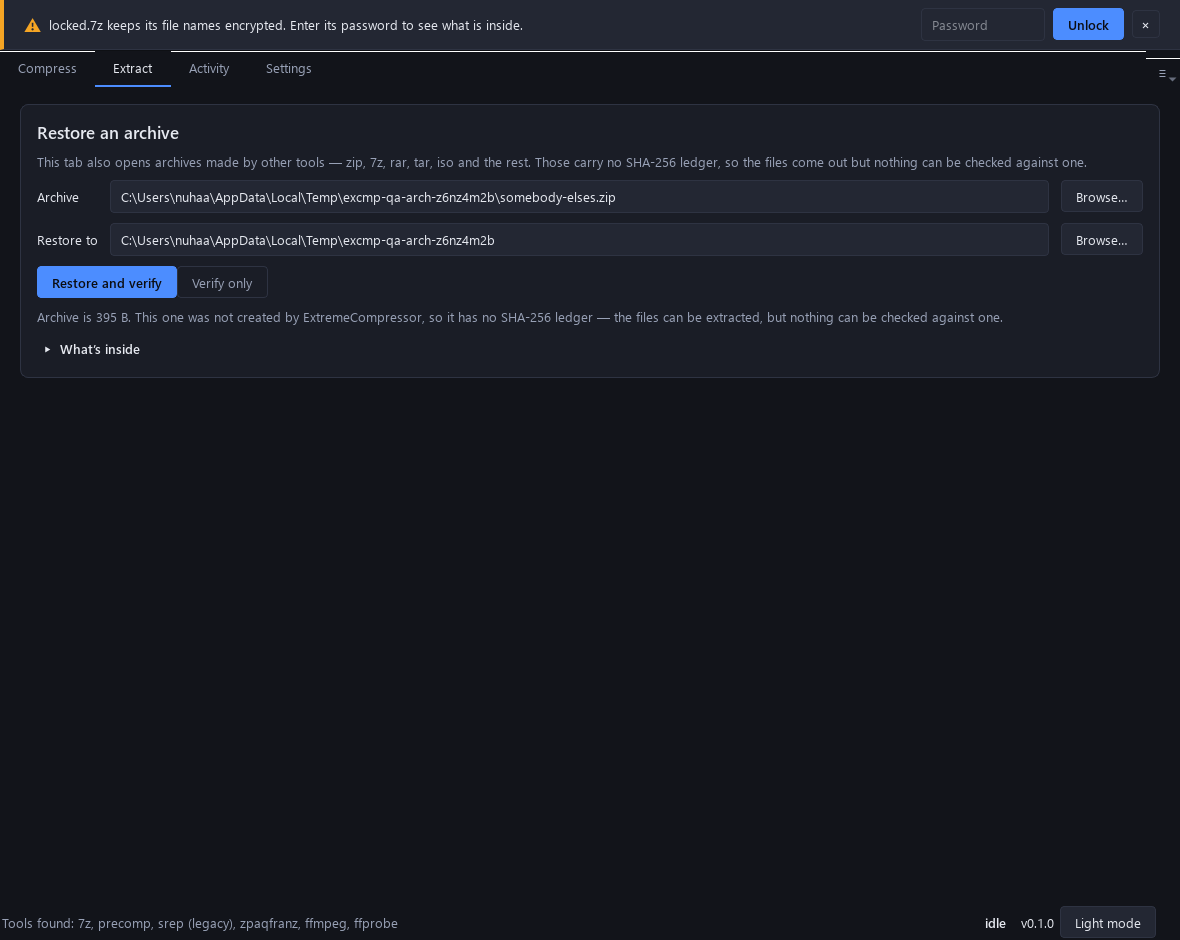 locked.7z keeps its file names encrypted. Enter its password to see what is inside. Password Unlock ×
Compress Extract Activity Settings
Restore an archive
This tab also opens archives made by other tools — zip, 7z, rar, tar, iso and the rest. Those carry no SHA-256 ledger, so the files come out but nothing can be checked against one.
Archive C:\Users\nuhaa\AppData\Local\Temp\excmp-qa-arch-z6nz4m2b\somebody-elses.zip Browse...
Restore to C:\Users\nuhaa\AppData\Local\Temp\excmp-qa-arch-z6nz4m2b Browse...
Restore and verify Verify only
Archive is 395 B. This one was not created by ExtremeCompressor, so it has no SHA-256 ledger — the files can be extracted, but nothing can be checked against one.
What's inside
Tools found: 7z, precomp, srep (legacy), zpaqfranz, ffmpeg, ffprobe idle v0.1.0 Light mode